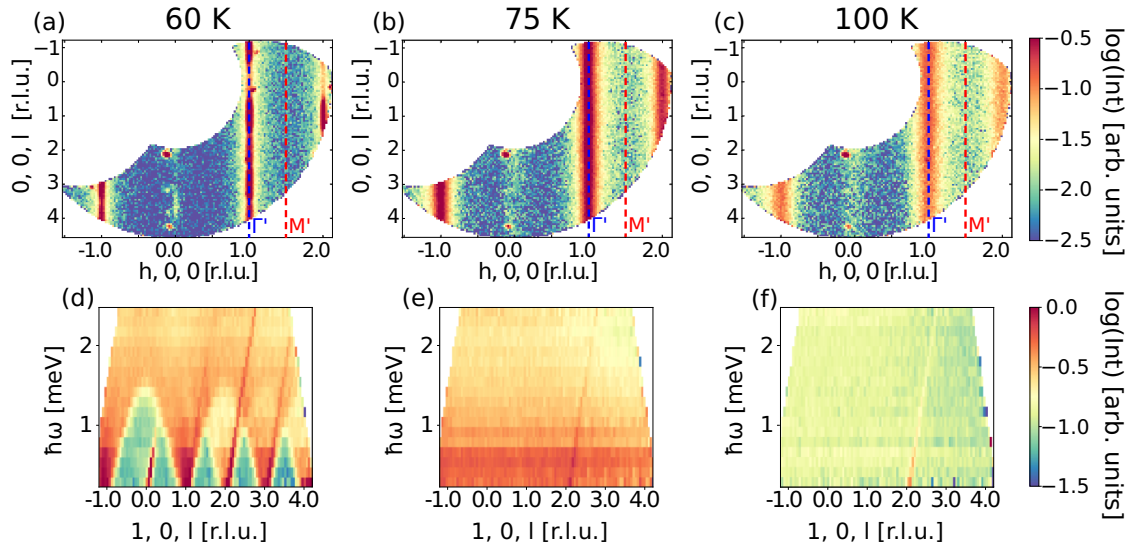 (a) 60 K (b) 75 K (c) 100 K
0, 0, l [r.l.u.]
−1
0
1
2
3
4
Γ' M' Γ' M' Γ' M'
-1.0 0.0 1.0 2.0 -1.0 0.0 1.0 2.0 -1.0 0.0 1.0 2.0
h, 0, 0 [r.l.u.] h, 0, 0 [r.l.u.] h, 0, 0 [r.l.u.]
−0.5
−1.0
−1.5
−2.0
−2.5
log(Int) [arb. units]
(d) (e) (f)
ħω [meV] ħω [meV] ħω [meV]
2 2 2
1 1 1
-1.0 0.0 1.0 2.0 3.0 4.0 -1.0 0.0 1.0 2.0 3.0 4.0 -1.0 0.0 1.0 2.0 3.0 4.0
1, 0, l [r.l.u.] 1, 0, l [r.l.u.] 1, 0, l [r.l.u.]
0.0
−0.5
−1.0
−1.5
log(Int) [arb. units]
0, 0, l [r.l.u.]
−1
0
1
2
3
4
0, 0, l [r.l.u.]
−1
0
1
2
3
4